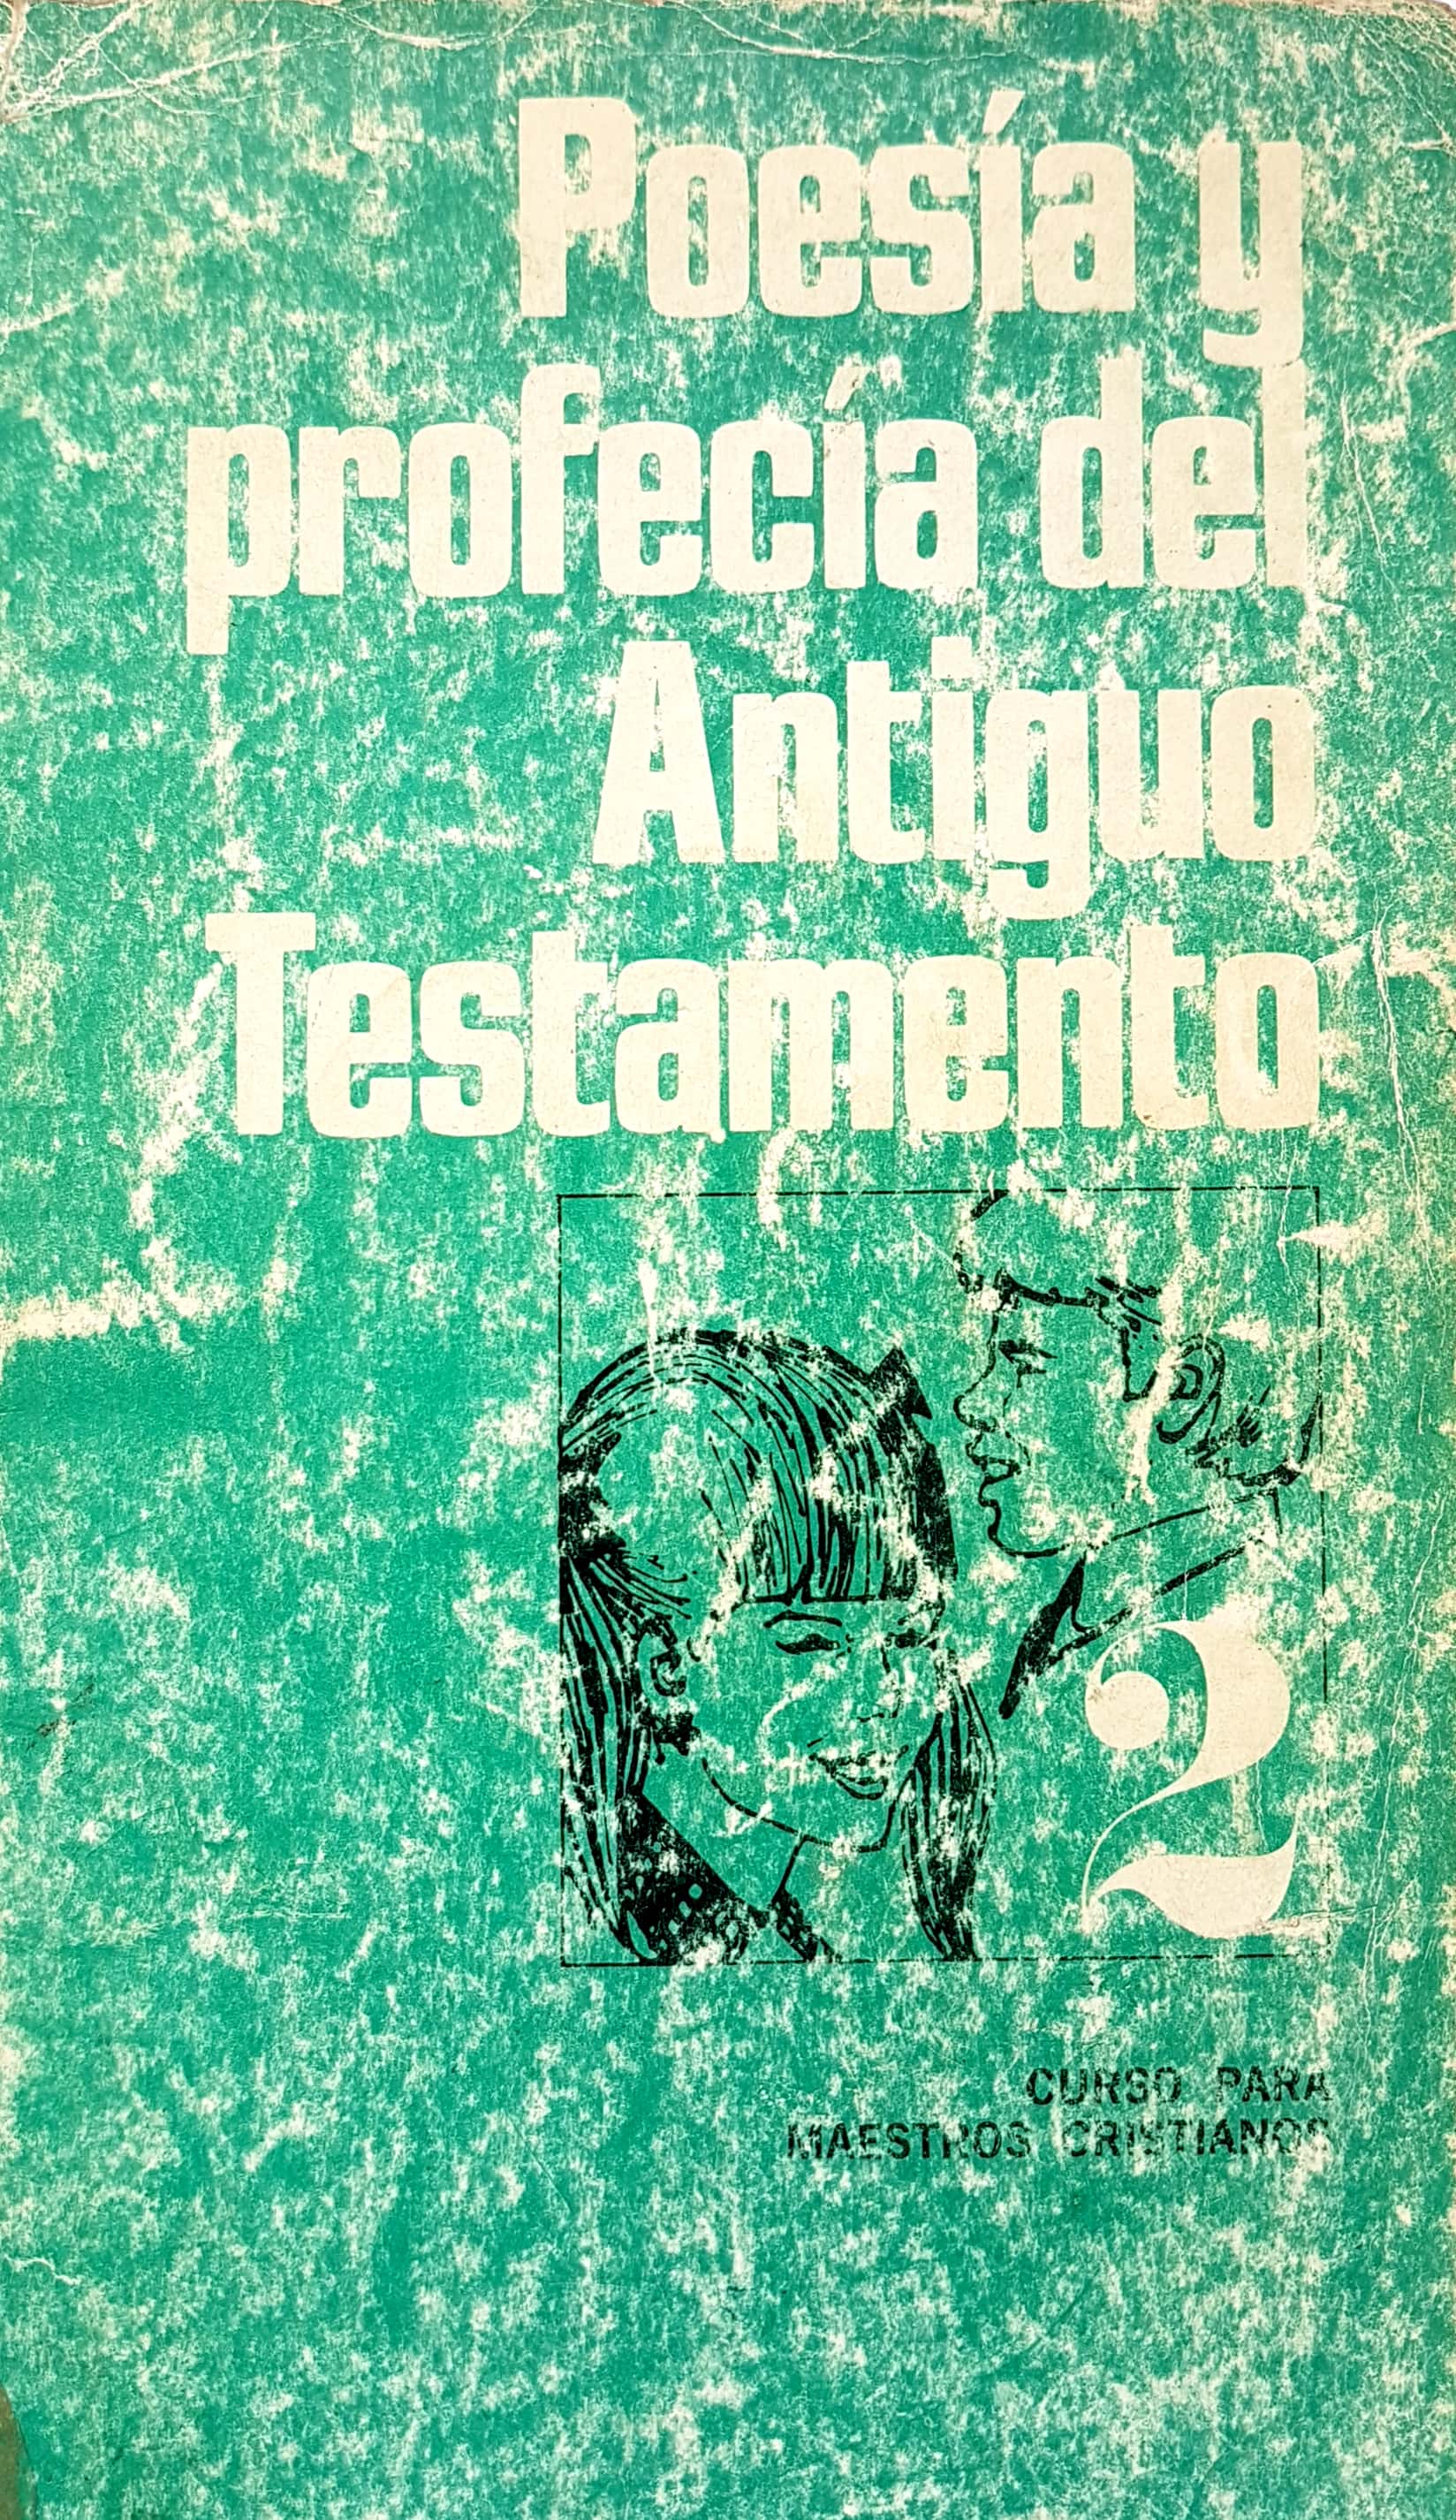 Poesía y
profecía del
Antiguo
Testamento
2
CURSO PARA
MAESTROS CRISTIANOS